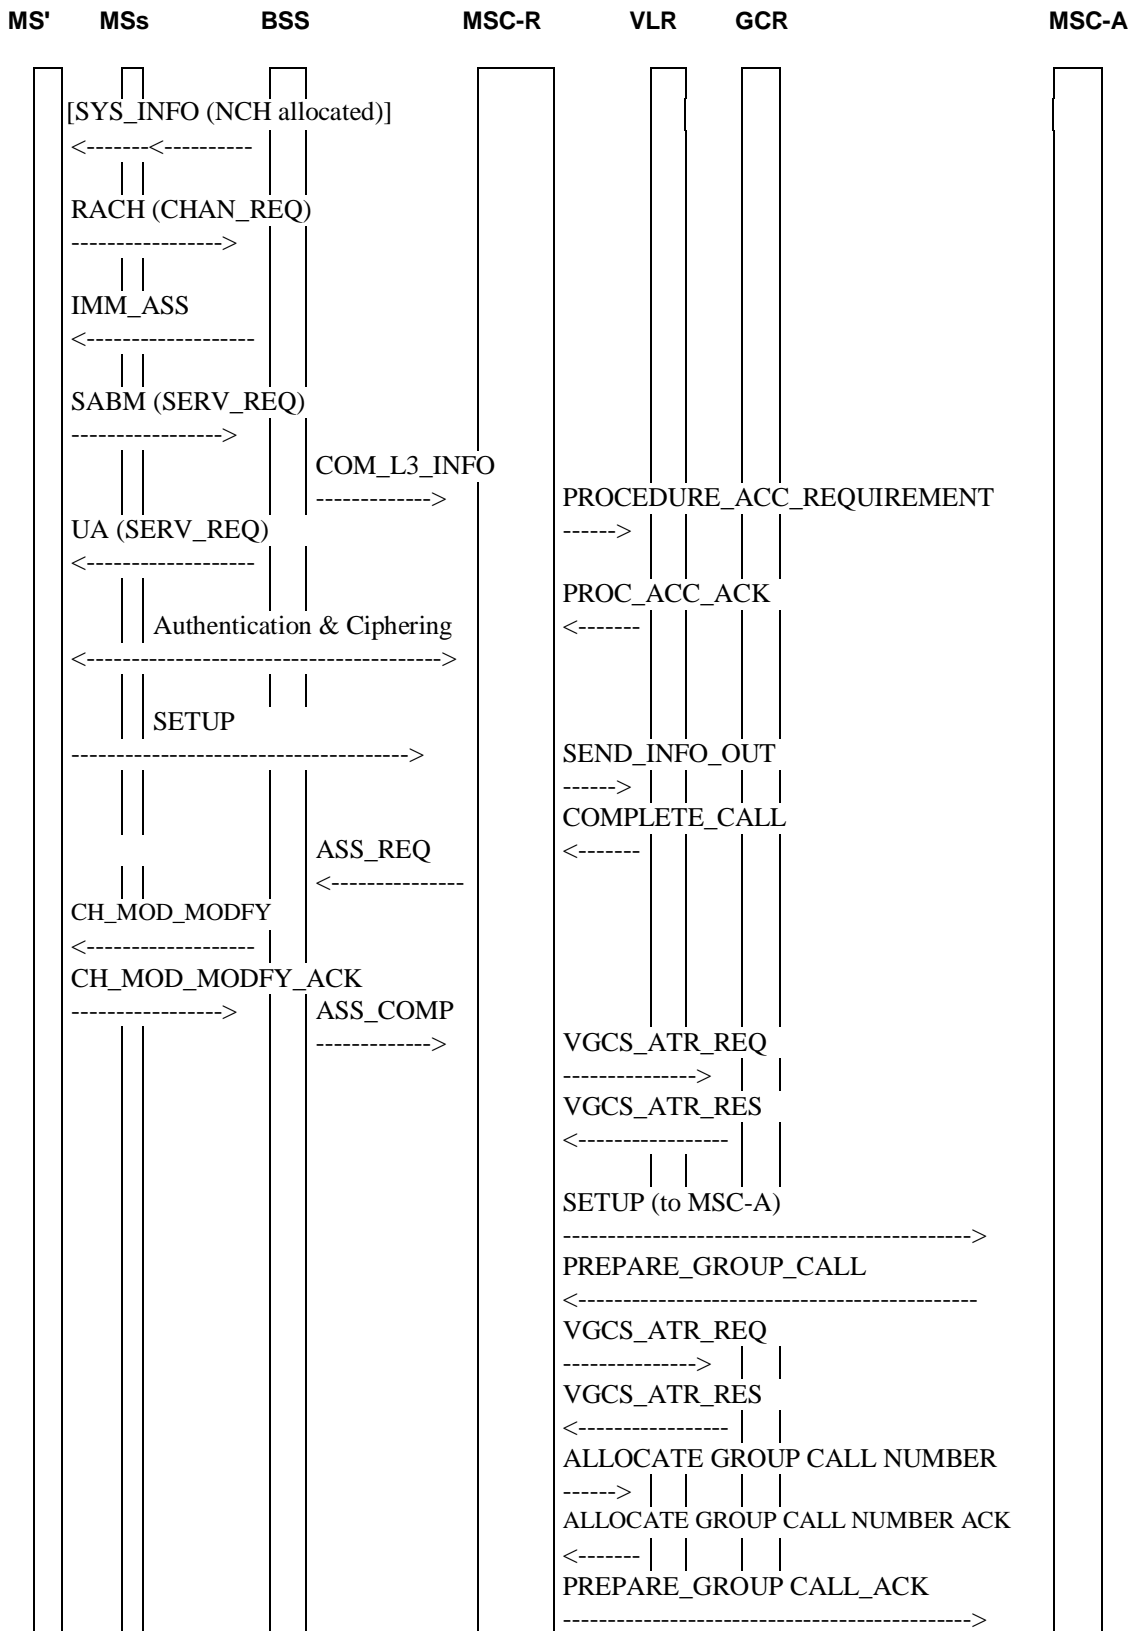 MS' MSs BSS MSC-R VLR GCR MSC-A
[SYS_INFO (NCH allocated)]
<-------<----------
RACH (CHAN_REQ)
----------------->
IMM_ASS
<-------------------
SABM (SERV_REQ)
----------------->
COM_L3_INFO
-------------> PROCEDURE_ACC_REQUIREMENT
UA (SERV_REQ) ------>
<-------------------
PROC_ACC_ACK
Authentication & Ciphering <-------
<---------------------------------------->
SETUP
--------------------------------------> SEND_INFO_OUT
------>
COMPLETE_CALL
ASS_REQ <-------
<---------------
CH_MOD_MODFY
<-------------------
CH_MOD_MODFY_ACK
-----------------> ASS_COMP
-------------> VGCS_ATR_REQ
--------------->
VGCS_ATR_RES
<-----------------
SETUP (to MSC-A)
---------------------------------------------->
PREPARE_GROUP_CALL
<---------------------------------------------
VGCS_ATR_REQ
--------------->
VGCS_ATR_RES
<-----------------
ALLOCATE GROUP CALL NUMBER
------>
ALLOCATE GROUP CALL NUMBER ACK
<-------
PREPARE_GROUP CALL_ACK
---------------------------------------------->